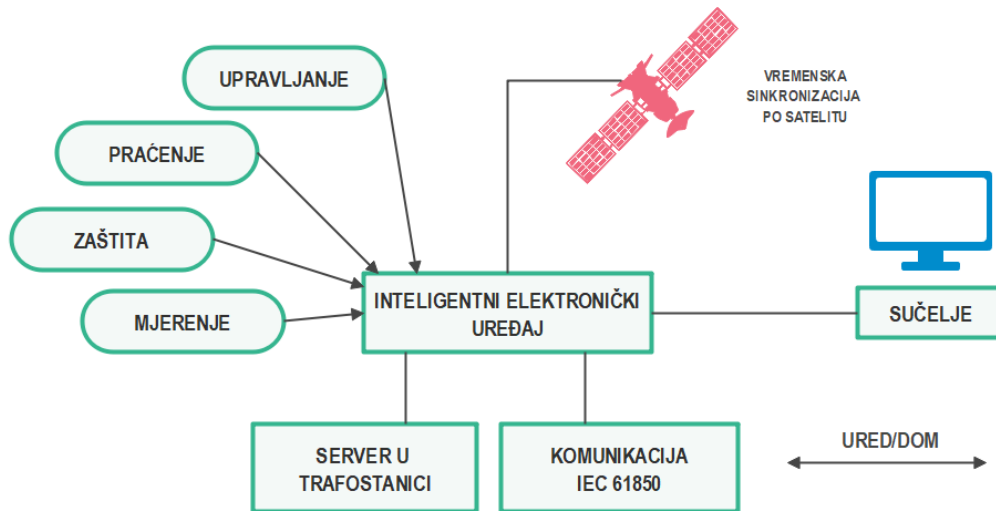 UPRAVLJANJE
VREMENSKA
SINKRONIZACIJA
PO SATELITU
PRAĆENJE
ZAŠTITA
MJERENJE
INTELIGENTNI ELEKTRONIČKI
UREĐAJ
SUČELJE
SERVER U
TRAFOSTANICI
KOMUNIKACIJA
IEC 61850
URED/DOM